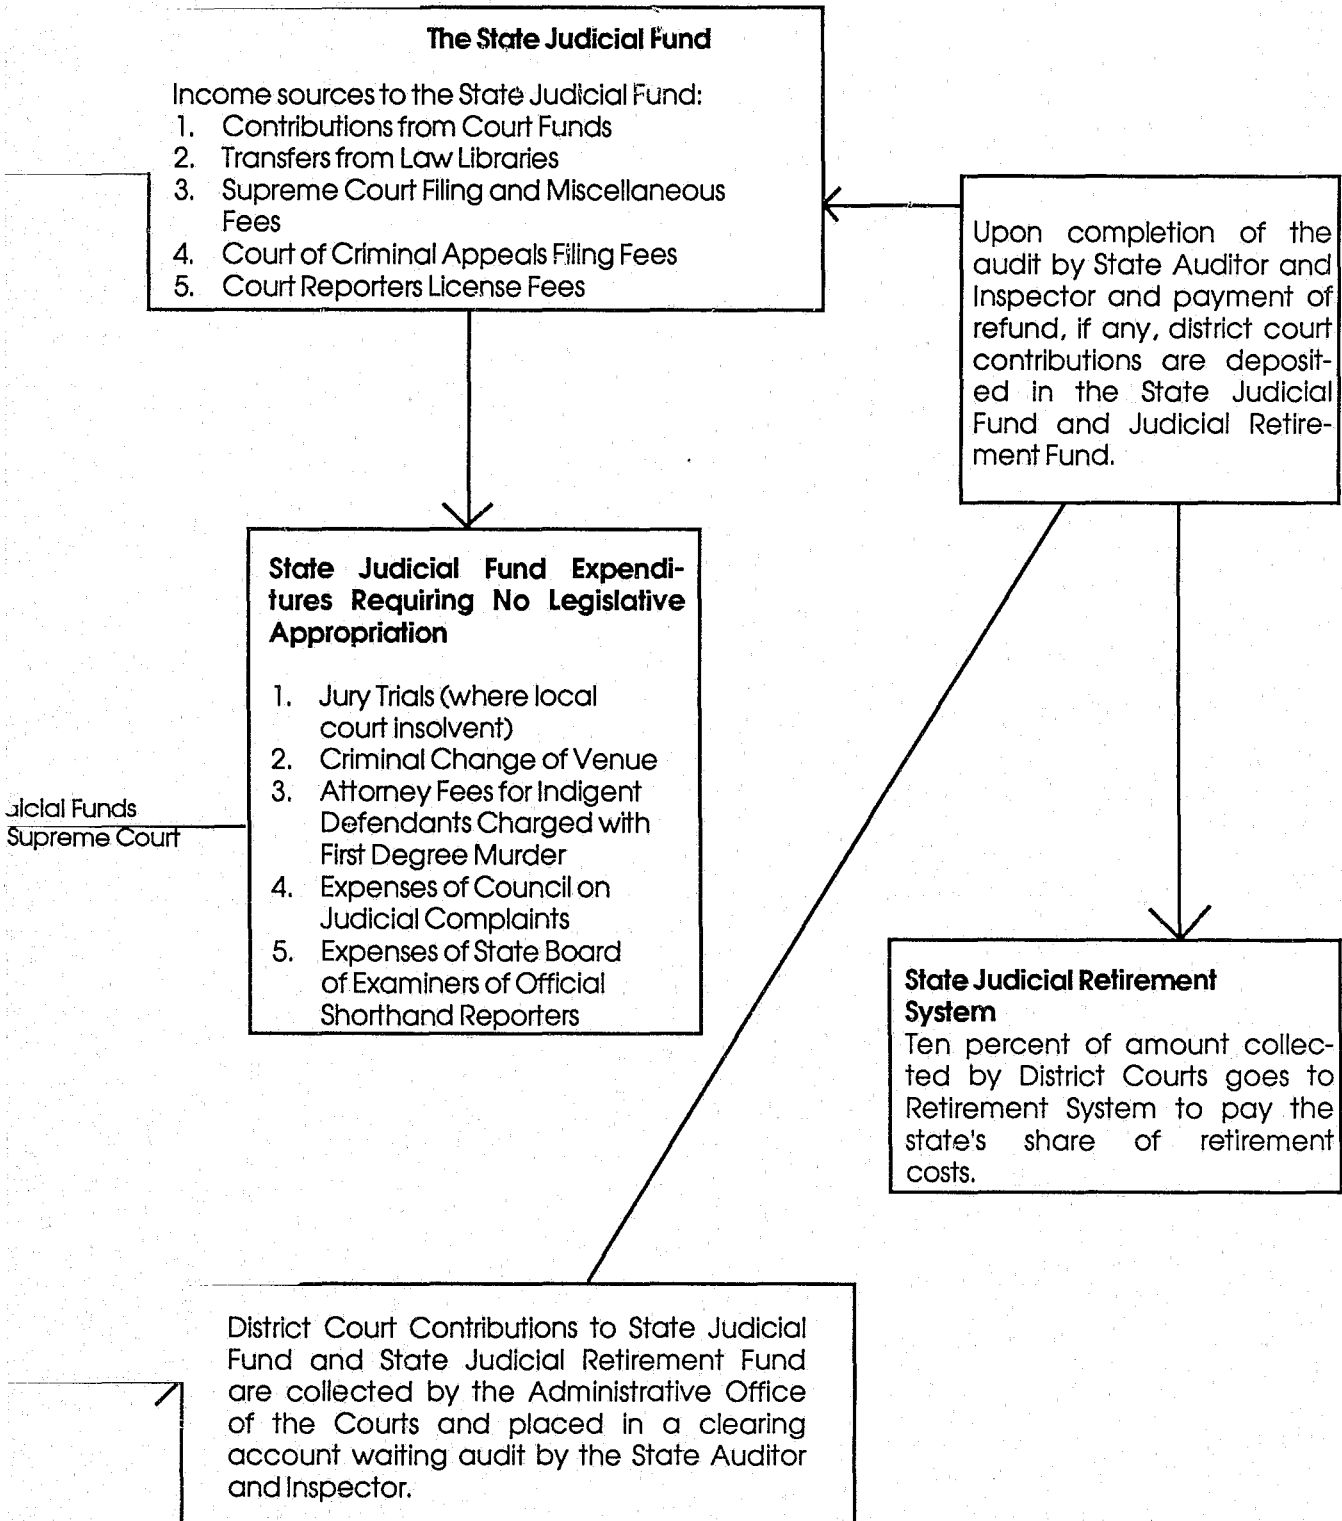 The State Judicial Fund
Income sources to the State Judicial Fund:
1. Contributions from Court Funds
2. Transfers from Law Libraries
3. Supreme Court Filing and Miscellaneous
Fees
4. Court of Criminal Appeals Filing Fees
5. Court Reporters License Fees
Upon completion of the
audit by State Auditor and
Inspector and payment of
refund, if any, district court
contributions are deposit-
ed in the State Judicial
Fund and Judicial Retire-
ment Fund.
State Judicial Fund Expendi-
tures Requiring No Legislative
Appropriation
1. Jury Trials (where local
court insolvent)
2. Criminal Change of Venue
3. Attorney Fees for Indigent
Defendants Charged with
First Degree Murder
4. Expenses of Council on
Judicial Complaints
5. Expenses of State Board
of Examiners of Official
Shorthand Reporters
Funds
Supreme Court
State Judicial Retirement
System
Ten percent of amount collec-
ted by District Courts goes to
Retirement System to pay the
state's share of retirement
costs.
District Court Contributions to State Judicial
Fund and State Judicial Retirement Fund
are collected by the Administrative Office
of the Courts and placed in a clearing
account waiting audit by the State Auditor
and Inspector.